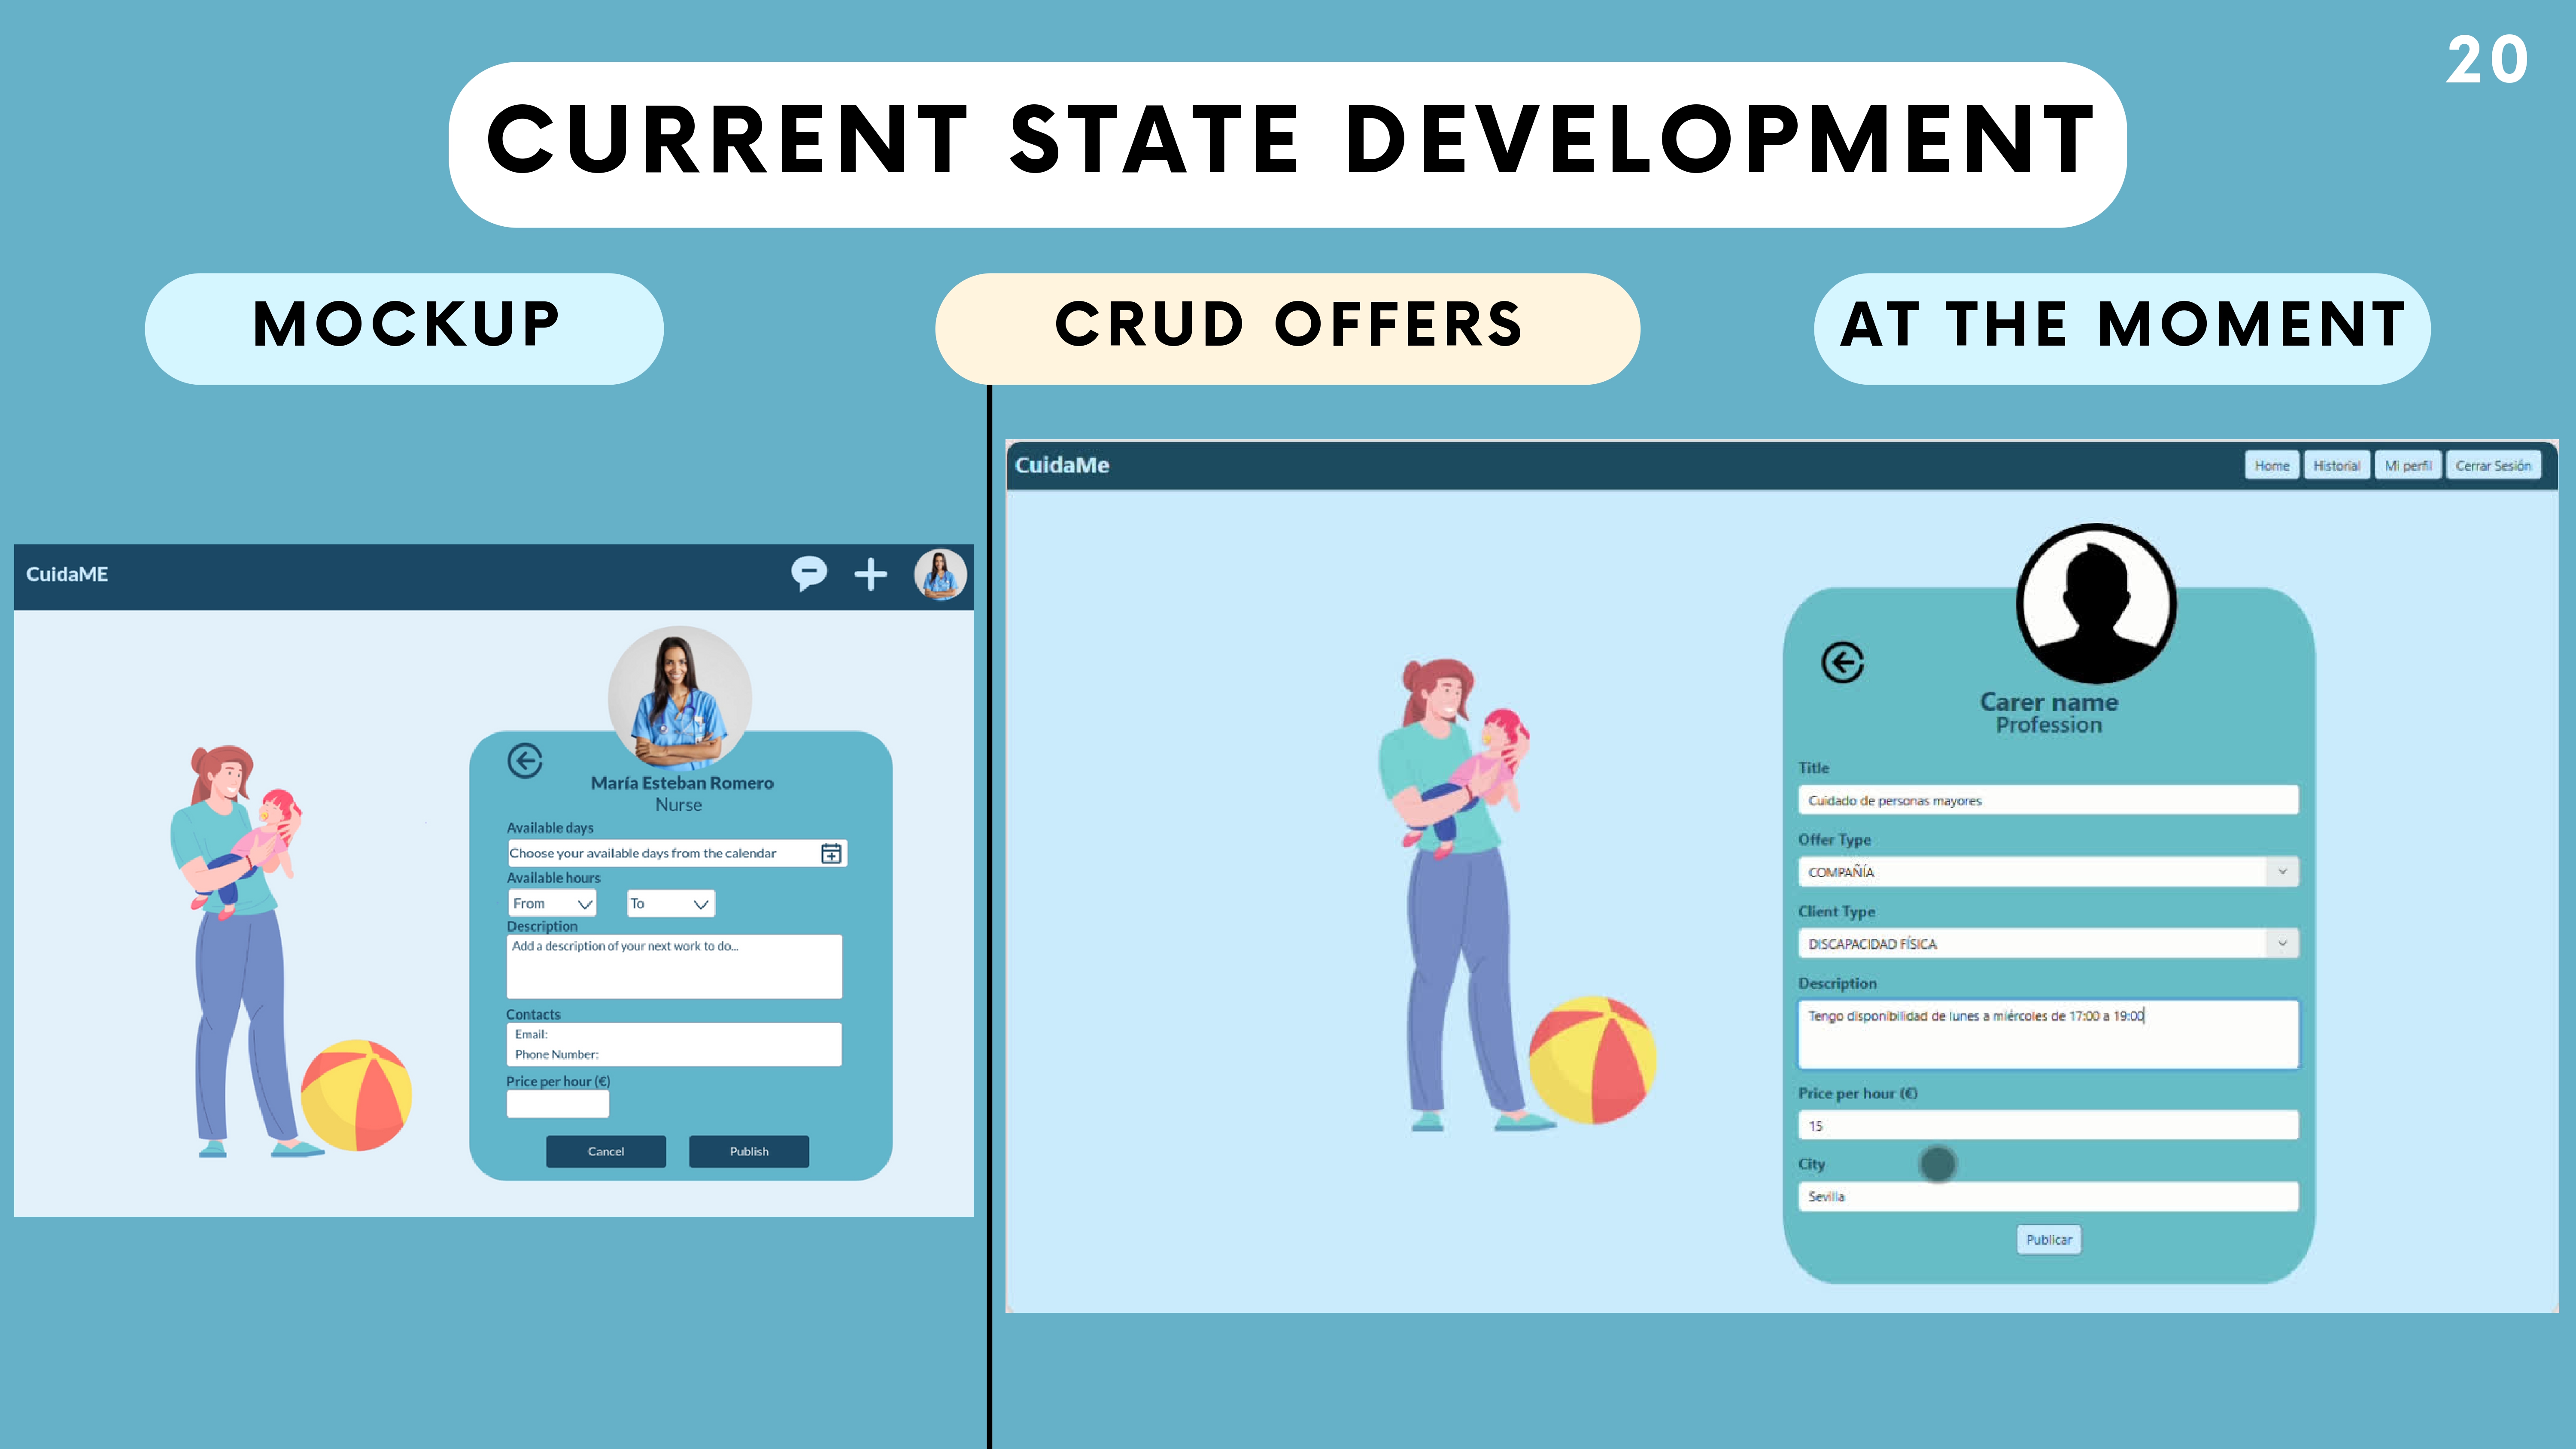 20
CURRENT STATE DEVELOPMENT
MOCKUP
CRUD OFFERS
AT THE MOMENT
CuidaME
María Esteban Romero
Nurse
Available days
Choose your available days from the calendar
Available hours
From To
Description
Add a description of your next work to do...
Contacts
Email:
Phone Number:
Price per hour (€)
Cancel Publish
CuidaMe
Home Historial Mi perfil Cerrar Sesión
Carer name
Profession
Title
Cuidado de personas mayores
Offer Type
COMPAÑÍA
Client Type
DISCAPACIDAD FÍSICA
Description
Tengo disponibilidad de lunes a miércoles de 17:00 a 19:00
Price per hour (€)
15
City
Sevilla
Publicar